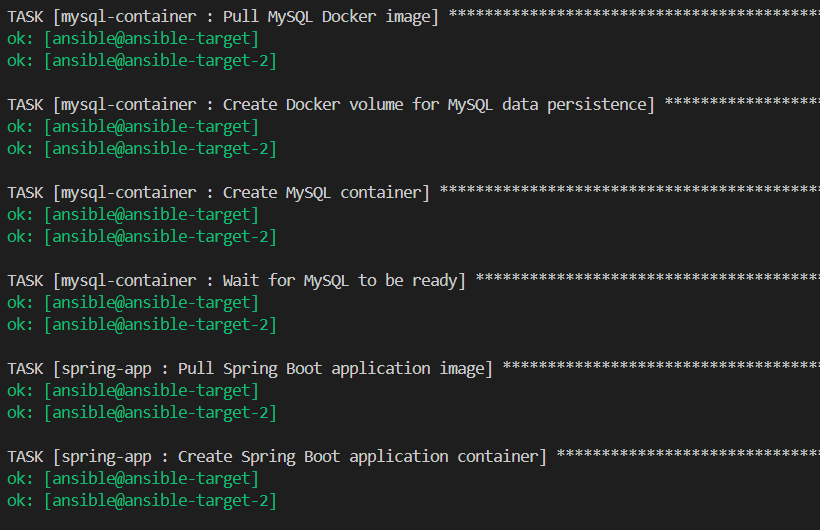 TASK [mysql-container : Pull MySQL Docker image] ******************************************
ok: [ansible@ansible-target]
ok: [ansible@ansible-target-2]
TASK [mysql-container : Create Docker volume for MySQL data persistence] ******************
ok: [ansible@ansible-target]
ok: [ansible@ansible-target-2]
TASK [mysql-container : Create MySQL container] *******************************************
ok: [ansible@ansible-target]
ok: [ansible@ansible-target-2]
TASK [mysql-container : Wait for MySQL to be ready] ***************************************
ok: [ansible@ansible-target]
ok: [ansible@ansible-target-2]
TASK [spring-app : Pull Spring Boot application image] ************************************
ok: [ansible@ansible-target]
ok: [ansible@ansible-target-2]
TASK [spring-app : Create Spring Boot application container] ******************************
ok: [ansible@ansible-target]
ok: [ansible@ansible-target-2]